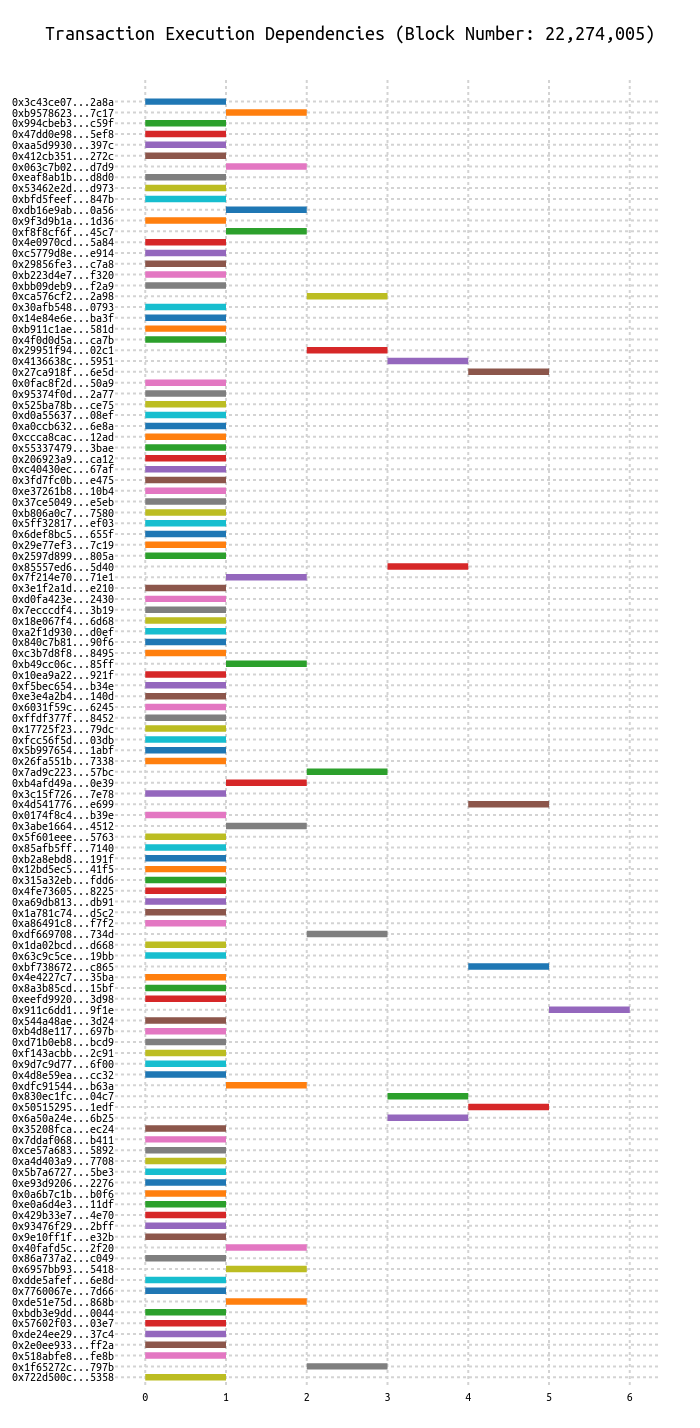 Transaction Execution Dependencies (Block Number: 22,274,005)
0x3c43ce07...2a8a
0xb9578623...7c17
0x994cbeb3...c59f
0x47dd0e98...5ef8
0xaa5d9930...397c
0x412cb351...272c
0x063c7b02...d7d9
0xeaf8ab1b...d8d0
0x53462e2d...d973
0xbfd5feef...847b
0xdb16e9ab...0a56
0x9f3d9b1a...1d36
0xf8f8cf6f...45c7
0x4e0970cd...5a84
0xc5779d8e...e914
0x29856fe3...c7a8
0xb223d4e7...f320
0xbb09deb9...f2a9
0xca576cf2...2a98
0x30afb548...0793
0x14e84e6e...ba3f
0xb911c1ae...581d
0x4f0d0d5a...ca7b
0x29951f94...02c1
0x4136638c...5951
0x27ca918f...6e5d
0x0fac8f2d...50a9
0x95374f0d...2a77
0x525ba78b...ce75
0xd0a55637...08ef
0xa0ccb632...6e8a
0xccca8cac...12ad
0x55337479...3bae
0x206923a9...ca12
0xc40430ec...67af
0x3fd7fc0b...e475
0xe37261b8...10b4
0x37ce5049...e5eb
0xb806a0c7...7580
0x5ff32817...ef03
0x6def8bc5...655f
0x29e77ef3...7c19
0x2597d899...805a
0x85557ed6...5d40
0x7f214e70...71e1
0x3e1f2a1d...e210
0xd0fa423e...2430
0x7ecccdf4...3b19
0x18e067f4...6d68
0xa2f1d930...d0ef
0x840c7b81...90f6
0xc3b7d8f8...8495
0xb49cc06c...85ff
0x10ea9a22...921f
0xf5bec654...b34e
0xe3e4a2b4...140d
0x6031f59c...6245
0xffdf377f...8452
0x17725f23...79dc
0xfcc56f5d...03db
0x5b997654...1abf
0x26fa551b...7338
0x7ad9c223...57bc
0xb4afd49a...0e39
0x3c15f726...7e78
0x4d541776...e699
0x0174f8c4...b39e
0x3abe1664...4512
0x5f601eee...5763
0x85afb5ff...7140
0xb2a8ebd8...191f
0x12bd5ec5...41f5
0x315a32eb...fdd6
0x4fe73605...8225
0xa69db813...db91
0x1a781c74...d5c2
0xa86491c8...f7f2
0xdf669708...734d
0x1da02bcd...d668
0x63c9c5ce...19bb
0xbf738672...c865
0x4e4227c7...35ba
0x8a3b85cd...15bf
0xeefd9920...3d98
0x911c6dd1...9f1e
0x544a48ae...3d24
0xb4d8e117...697b
0xd71b0eb8...bcd9
0xf143acbb...2c91
0x9d7c9d77...6f00
0x4d8e59ea...cc32
0xdfc91544...b63a
0x830ec1fc...04c7
0x50515295...1edf
0x6a50a24e...6b25
0x35208fca...ec24
0x7ddaf068...b411
0xce57a683...5892
0xa4d403a9...7708
0x5b7a6727...5be3
0xe93d9206...2276
0x0a6b7c1b...b0f6
0xe0a6d4e3...11df
0x429b33e7...4e70
0x93476f29...2bff
0x9e10ff1f...e32b
0x40fafd5c...2f20
0x86a737a2...c049
0x6957bb93...5418
0xdde5afef...6e8d
0x7760067e...7d66
0xde51e75d...868b
0xbdb3e9dd...0044
0x57602f03...03e7
0xde24ee29...37c4
0x2e0ee933...ff2a
0x518abfe8...fe8b
0x1f65272c...797b
0x722d500c...5358
0 1 2 3 4 5 6